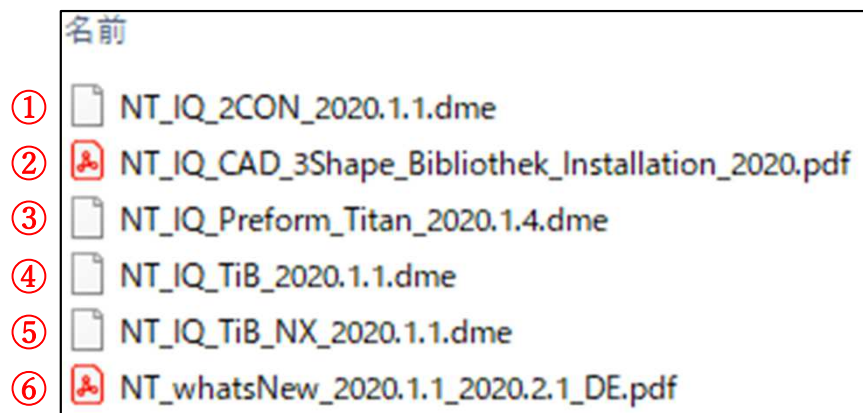 名前
① NT_IQ_2CON_2020.1.1.dme
② NT_IQ_CAD_3Shape_Bibliothek_Installation_2020.pdf
③ NT_IQ_Preform_Titan_2020.1.4.dme
④ NT_IQ_TiB_2020.1.1.dme
⑤ NT_IQ_TiB_NX_2020.1.1.dme
⑥ NT_whatsNew_2020.1.1_2020.2.1_DE.pdf